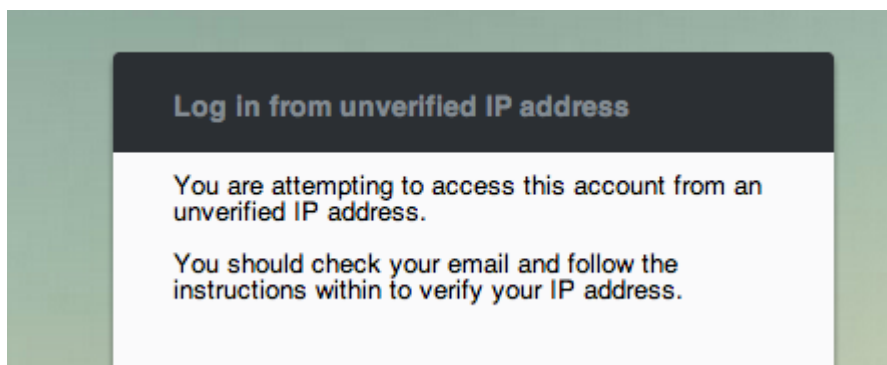 Log in from unverified IP address
You are attempting to access this account from an
unverified IP address.
You should check your email and follow the
instructions within to verify your IP address.